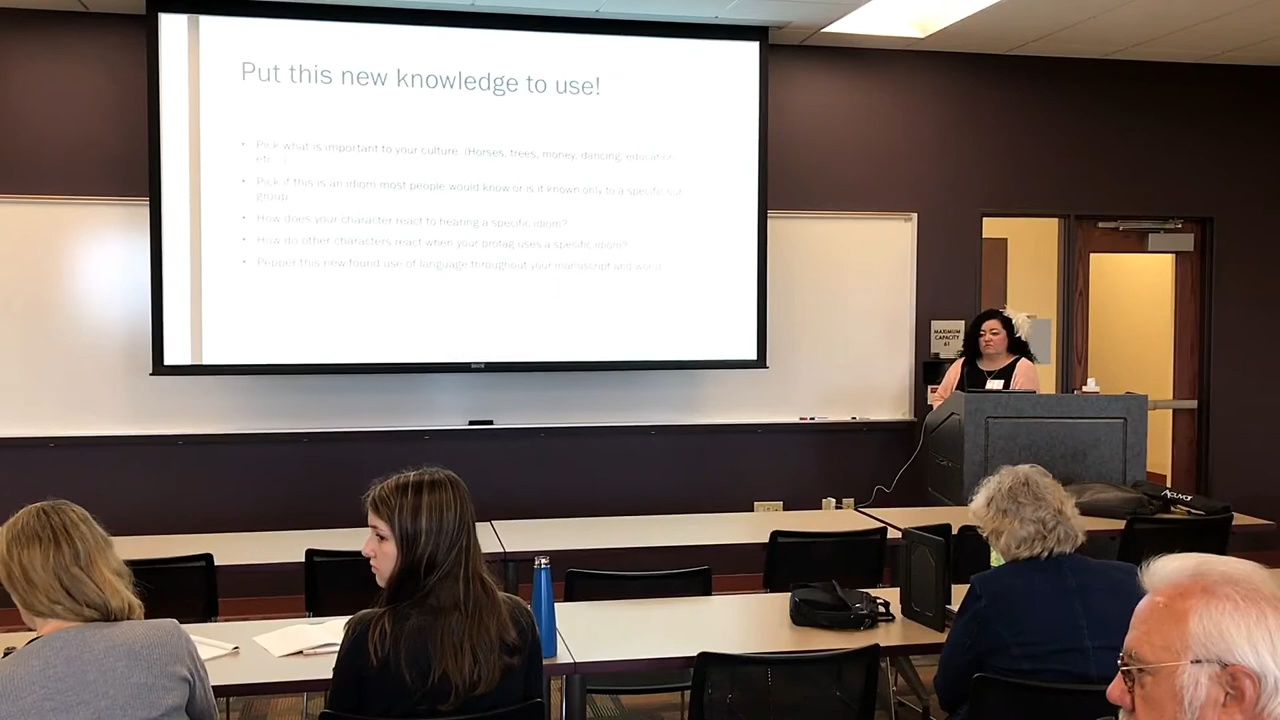 Put this new knowledge to use!
• Pick what is important to your culture. (Horses, trees, money, dancing, education,
etc...)
• Pick if this is an idiom most people would know or is it known only to a specific sub
group.
• How does your character react to hearing a specific idiom?
• How do other characters react when your protag uses a specific idiom?
• Pepper this new found use of language throughout your manuscript and world.
MAXIMUM
CAPACITY
61
Acuvar